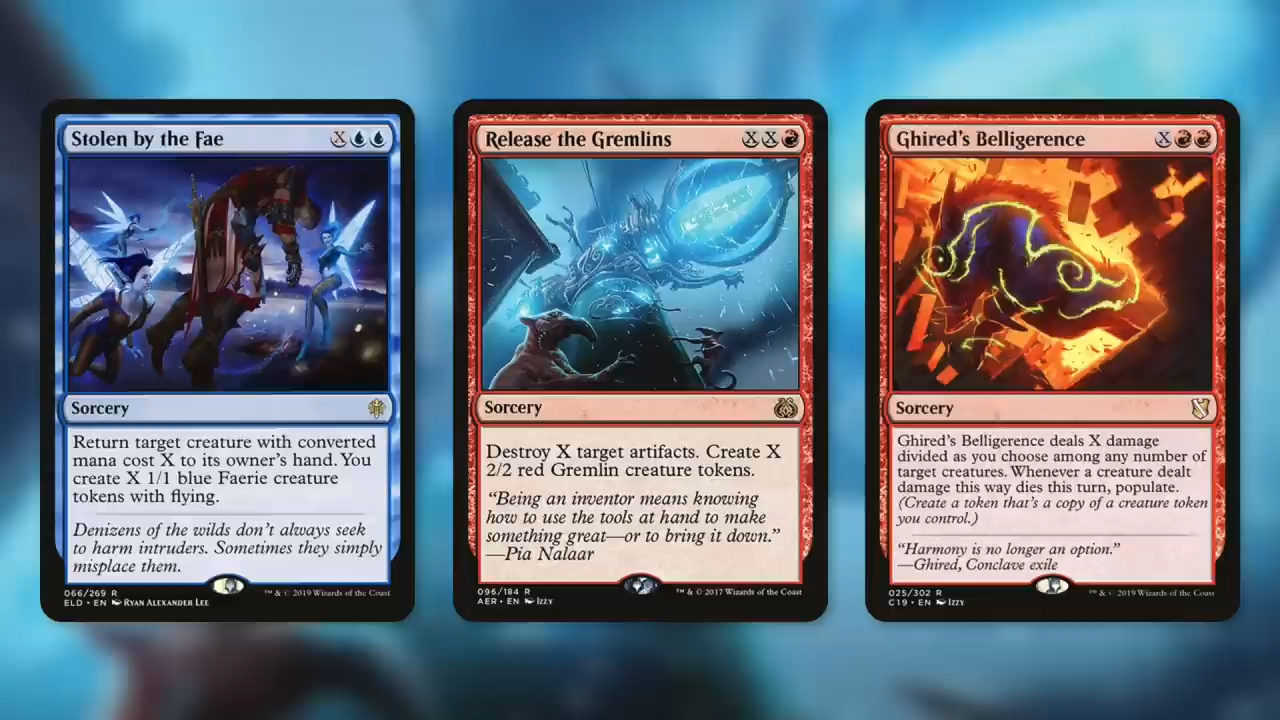 Stolen by the Fae
X
Sorcery
Return target creature with converted
mana cost X to its owner's hand. You
create X 1/1 blue Faerie creature
tokens with flying.
Denizens of the wilds don't always seek
to harm intruders. Sometimes they simply
misplace them.
066/269 R
ELD • EN RYAN ALEXANDER LEE
™ & © 2019 Wizards of the Coast
Release the Gremlins
X X
Sorcery
Destroy X target artifacts. Create X
2/2 red Gremlin creature tokens.
"Being an inventor means knowing
how to use the tools at hand to make
something great—or to bring it down."
—Pia Nalaar
096/184 R
AER • EN IZZY
™ & © 2017 Wizards of the Coast
Ghired's Belligerence
X
Sorcery
Ghired's Belligerence deals X damage
divided as you choose among any number of
target creatures. Whenever a creature dealt
damage this way dies this turn, populate.
(Create a token that's a copy of a creature token
you control.)
"Harmony is no longer an option."
—Ghired, Conclave exile
025/302 R
C19 • EN IZZY
™ & © 2019 Wizards of the Coast